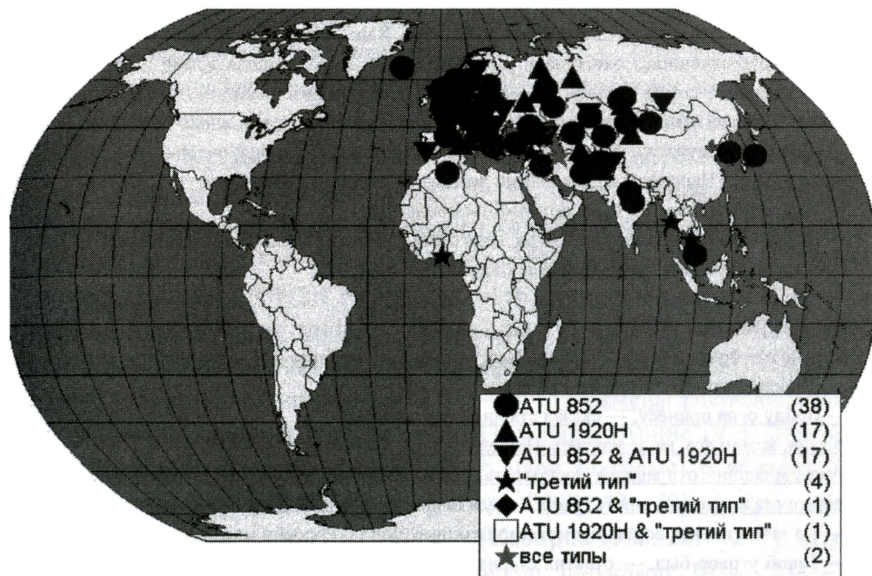 ATU 852 (38)
ATU 1920H (17)
ATU 852 & ATU 1920H (17)
"третий тип" (4)
ATU 852 & "третий тип" (1)
ATU 1920H & "третий тип" (1)
все типы (2)